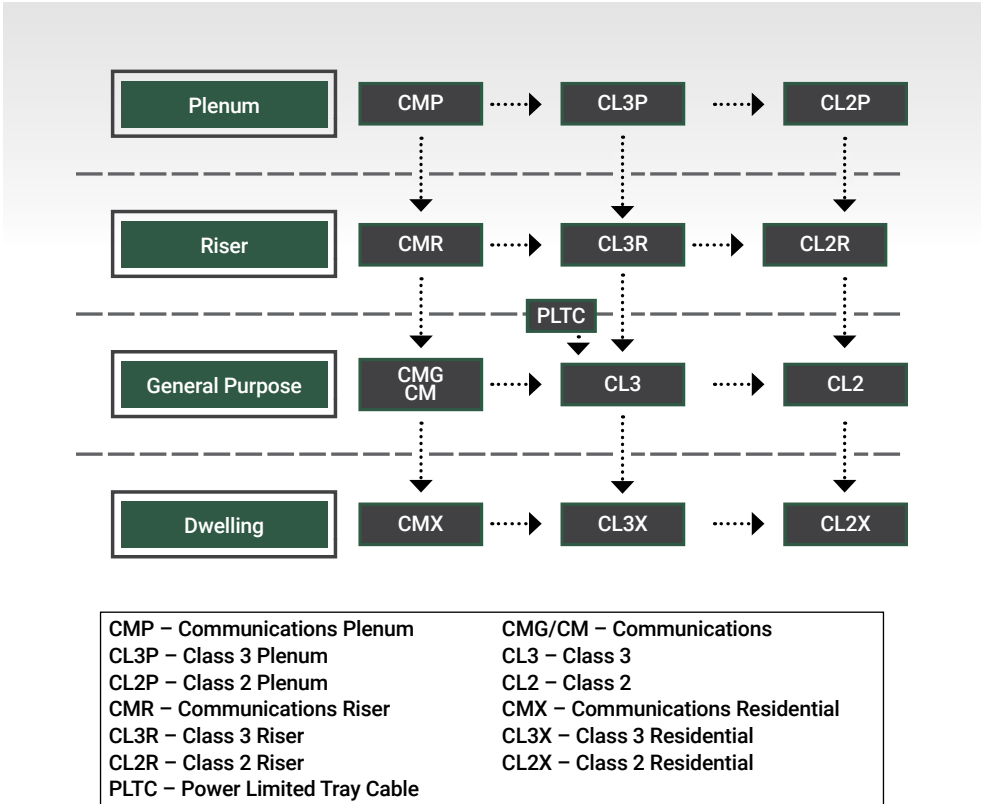 Plenum CMP CL3P CL2P
Riser CMR CL3R CL2R
PLTC
General Purpose CMG CL3 CL2
CM
Dwelling CMX CL3X CL2X
CMP – Communications Plenum
CL3P – Class 3 Plenum
CL2P – Class 2 Plenum
CMR – Communications Riser
CL3R – Class 3 Riser
CL2R – Class 2 Riser
PLTC – Power Limited Tray Cable
CMG/CM – Communications
CL3 – Class 3
CL2 – Class 2
CMX – Communications Residential
CL3X – Class 3 Residential
CL2X – Class 2 Residential